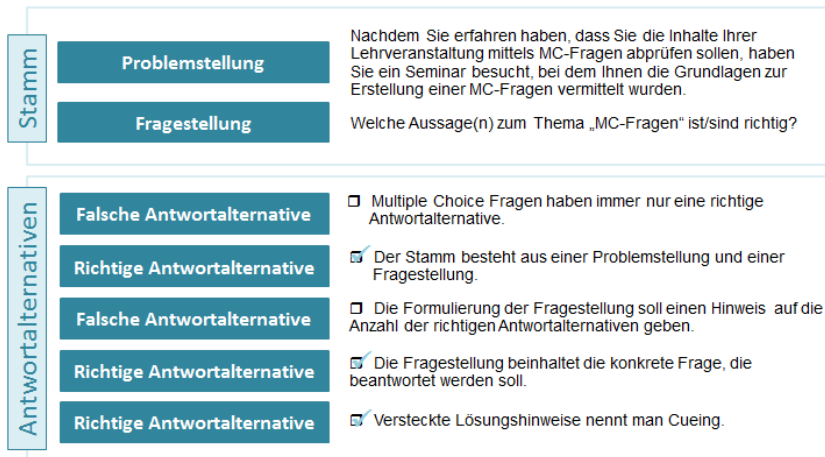 Stamm
Problemstellung
Nachdem Sie erfahren haben, dass Sie die Inhalte Ihrer
Lehrveranstaltung mittels MC-Fragen abprüfen sollen, haben
Sie ein Seminar besucht, bei dem Ihnen die Grundlagen zur
Erstellung einer MC-Fragen vermittelt wurden.
Fragestellung
Welche Aussage(n) zum Thema „MC-Fragen“ ist/sind richtig?
Antwortalternativen
Falsche Antwortalternative
Multiple Choice Fragen haben immer nur eine richtige
Antwortalternative.
Richtige Antwortalternative
Der Stamm besteht aus einer Problemstellung und einer
Fragestellung.
Falsche Antwortalternative
Die Formulierung der Fragestellung soll einen Hinweis auf die
Anzahl der richtigen Antwortalternativen geben.
Richtige Antwortalternative
Die Fragestellung beinhaltet die konkrete Frage, die
beantwortet werden soll.
Richtige Antwortalternative
Versteckte Lösungshinweise nennt man Cueing.